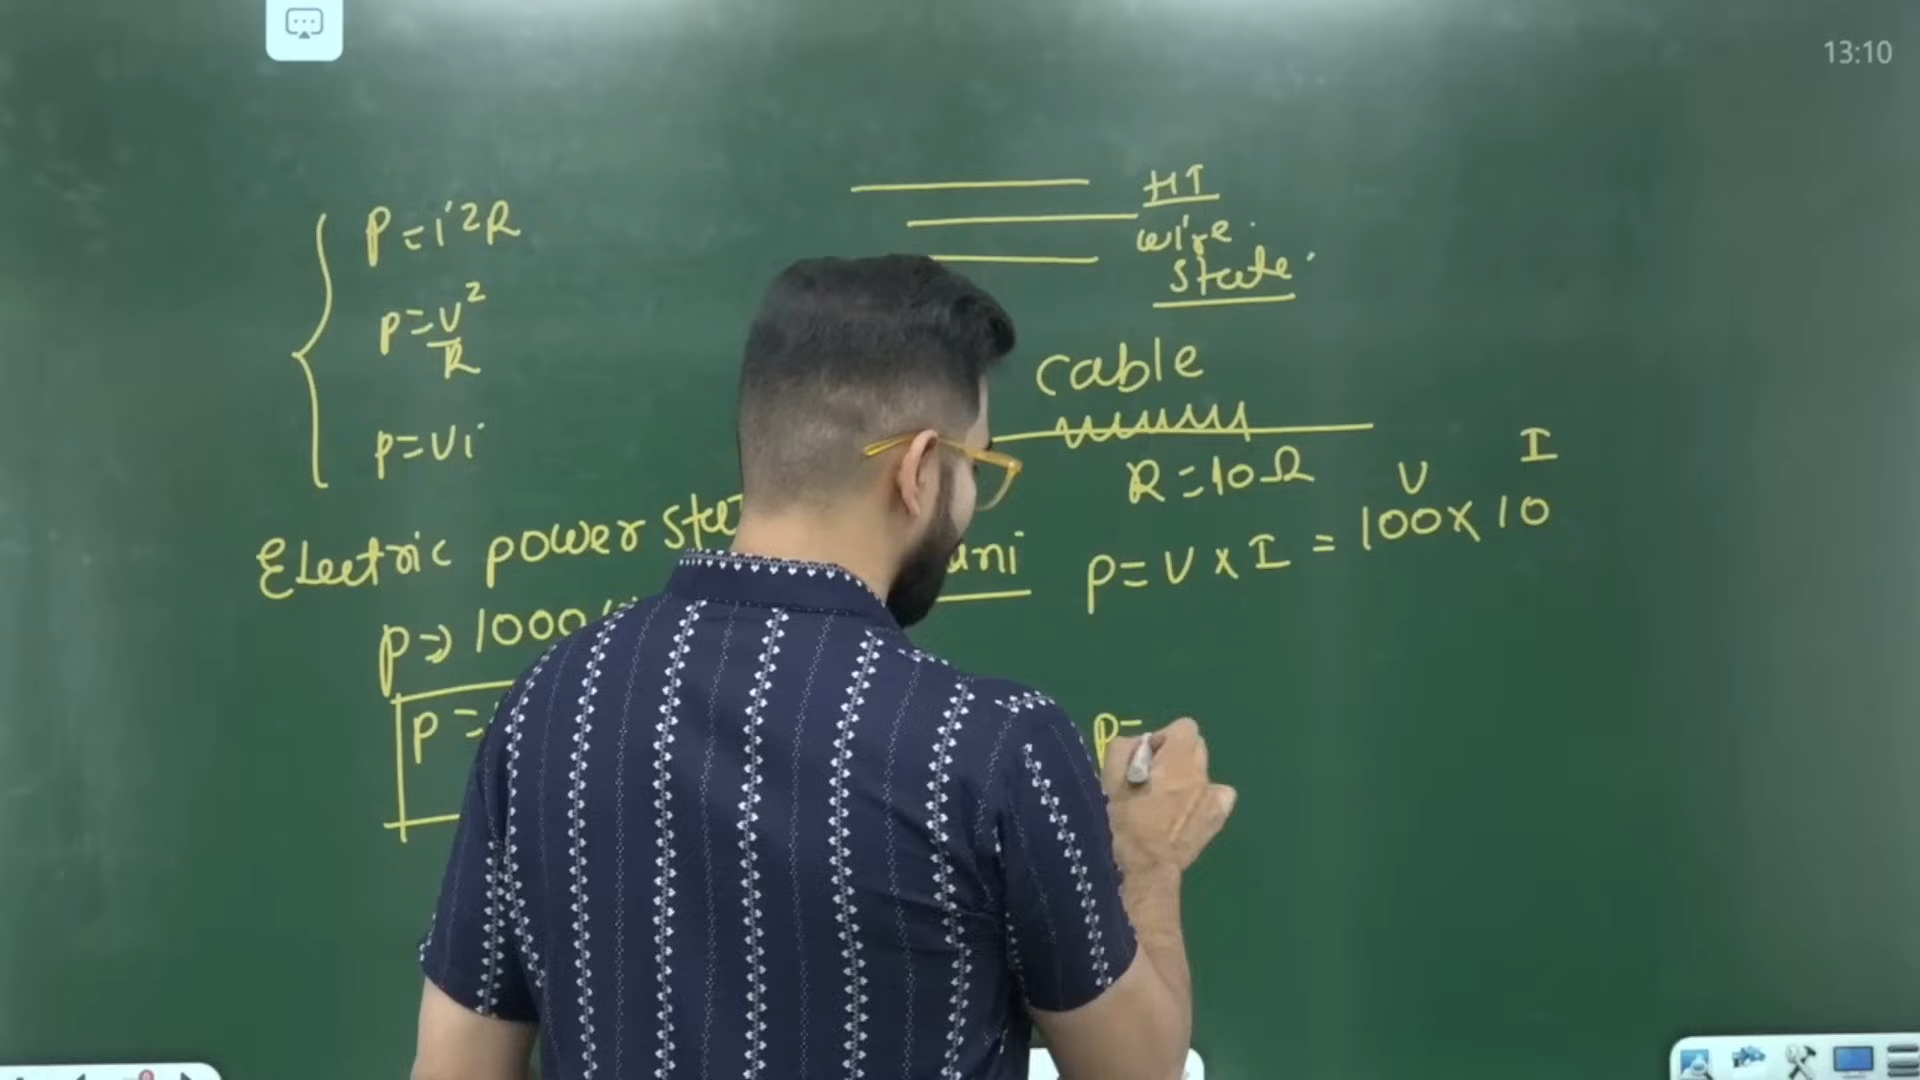 13:10
P=i²R
P=V²/R
P=Vi
HT
wire.
State.
cable
R=10Ω
V I
P=V×I=100×10
Electric power
P⇒1000
P=
P=